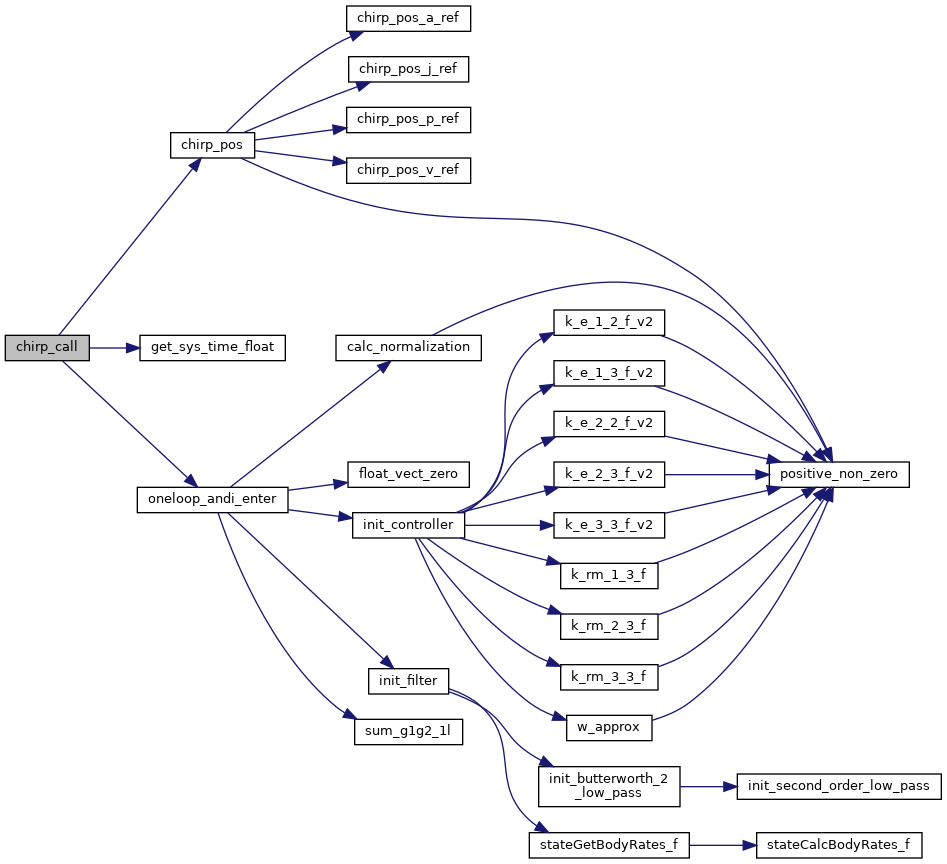 chirp_pos_a_ref
chirp_pos_j_ref
chirp_pos_p_ref
chirp_pos
chirp_pos_v_ref
k_e_1_2_f_v2
chirp_call
get_sys_time_float
calc_normalization
k_e_1_3_f_v2
k_e_2_2_f_v2
float_vect_zero
k_e_2_3_f_v2
positive_non_zero
oneloop_andi_enter
init_controller
k_e_3_3_f_v2
k_rm_1_3_f
k_rm_2_3_f
k_rm_3_3_f
init_filter
w_approx
sum_g1g2_1l
init_butterworth_2
_low_pass
init_second_order_low_pass
stateGetBodyRates_f
stateCalcBodyRates_f